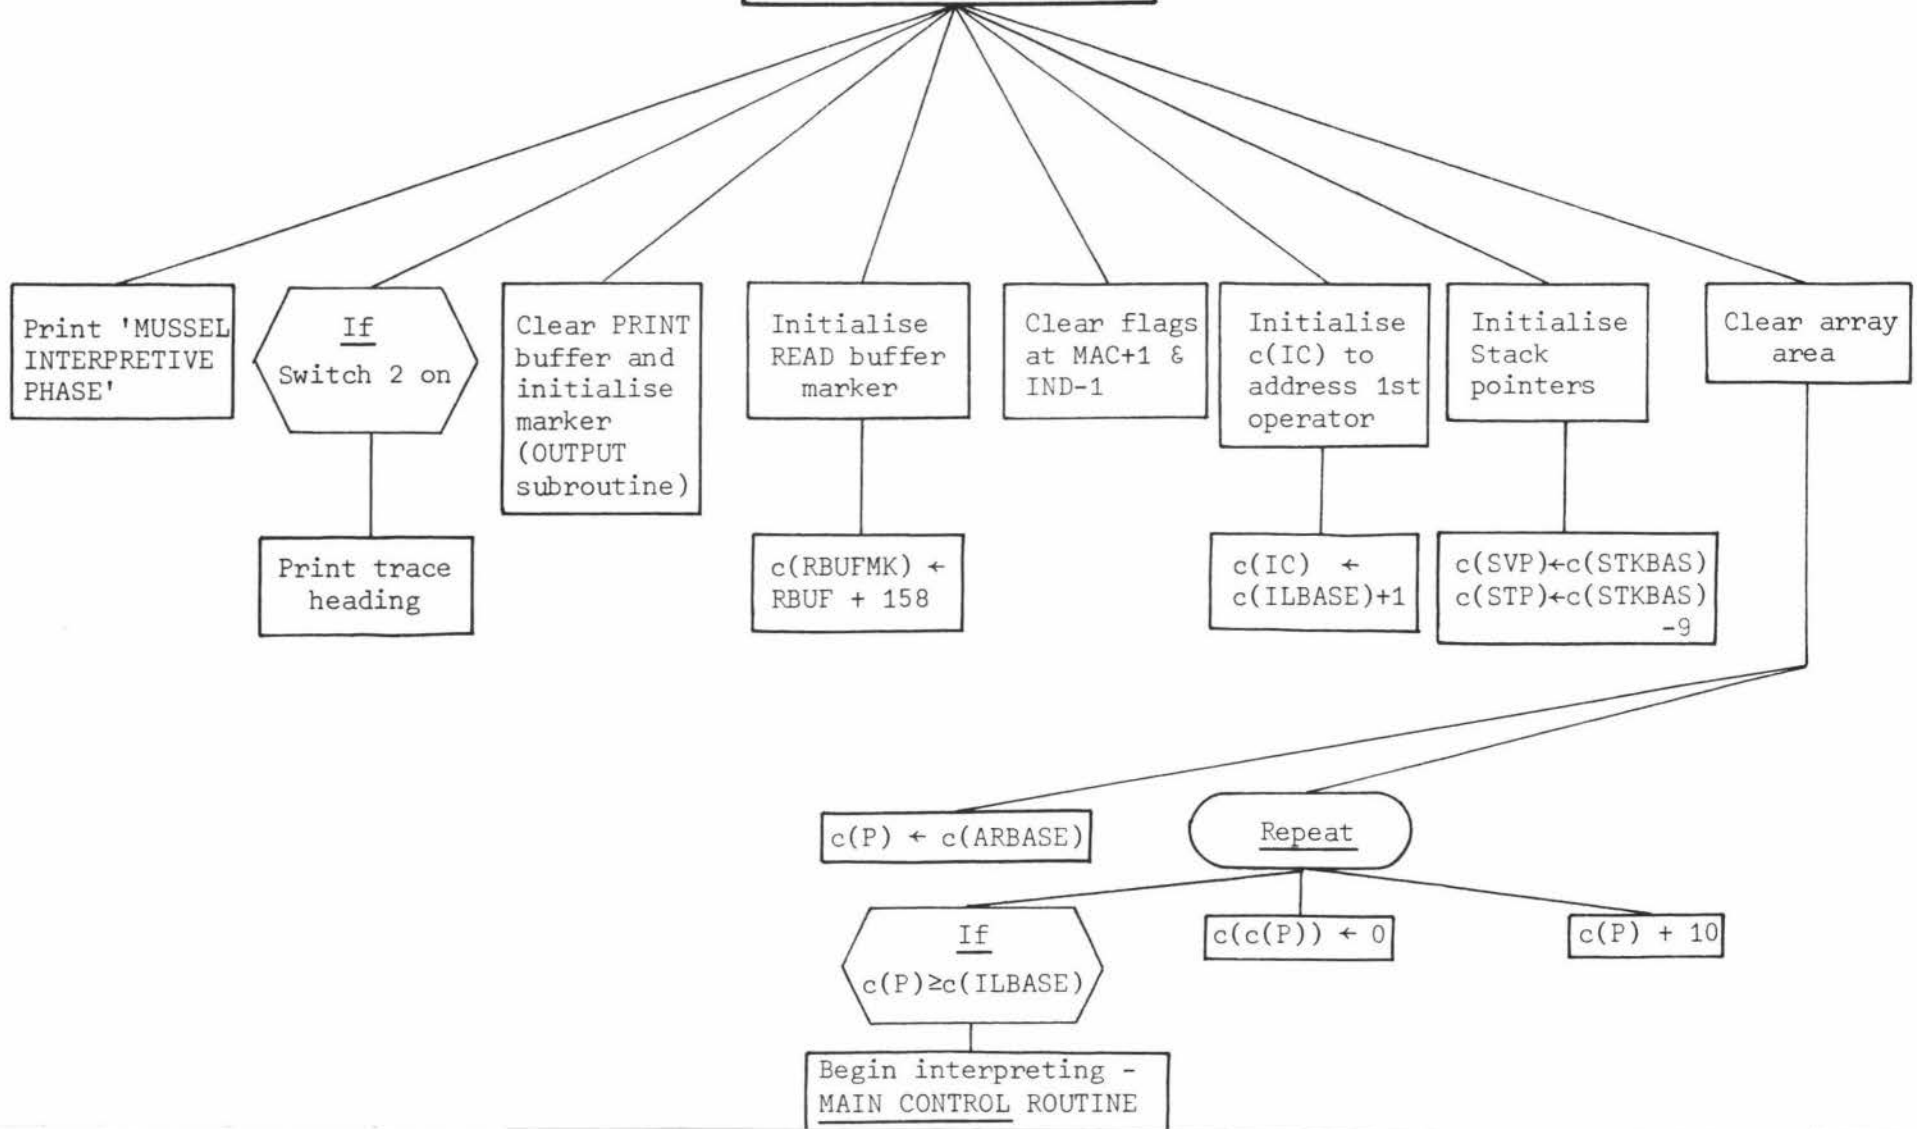 Print 'MUSSEL
INTERPRETIVE
PHASE'
If
Switch 2 on
Clear PRINT
buffer and
initialise
marker
(OUTPUT
subroutine)
Initialise
READ buffer
marker
Clear flags
at MAC+1 &
IND-1
Initialise
c(IC) to
address 1st
operator
Initialise
Stack
pointers
Clear array
area
Print trace
heading
c(RBUFMK) ←
RBUF + 158
c(IC) ←
c(ILBASE)+1
c(SVP)←c(STKBAS)
c(STP)←c(STKBAS)
-9
c(P) ← c(ARBASE)
Repeat
If
c(P)≥c(ILBASE)
c(c(P)) ← 0
c(P) + 10
Begin interpreting -
MAIN CONTROL ROUTINE